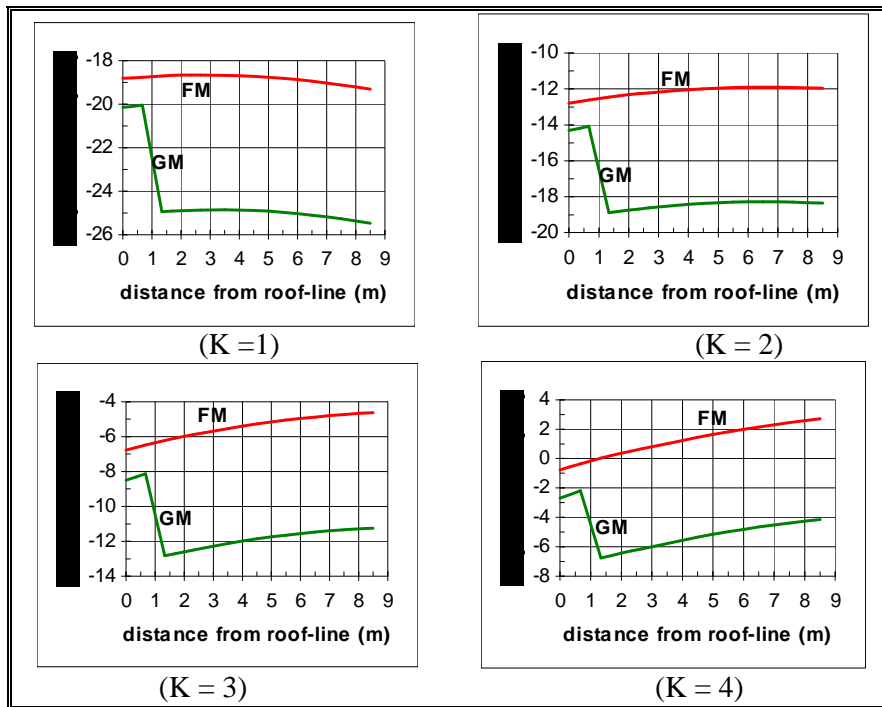 -18
-20
-22
-24
-26
FM
GM
0 1 2 3 4 5 6 7 8 9
distance from roof-line (m)
(K =1)
-10
-12
-14
-16
-18
-20
FM
GM
0 1 2 3 4 5 6 7 8 9
distance from roof-line (m)
(K = 2)
-4
-6
-8
-10
-12
-14
FM
GM
0 1 2 3 4 5 6 7 8 9
distance from roof-line (m)
(K = 3)
4
2
0
-2
-4
-6
-8
FM
GM
0 1 2 3 4 5 6 7 8 9
distance from roof-line (m)
(K = 4)